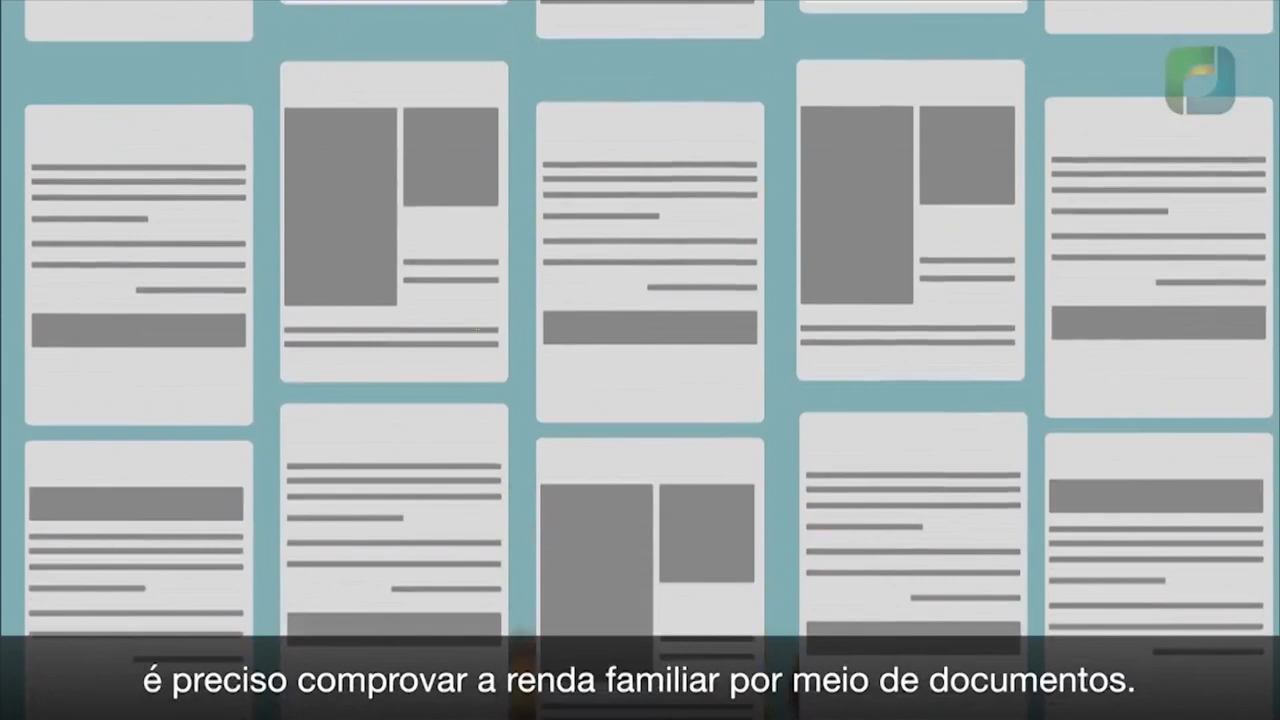 é preciso comprovar a renda familiar por meio de documentos.